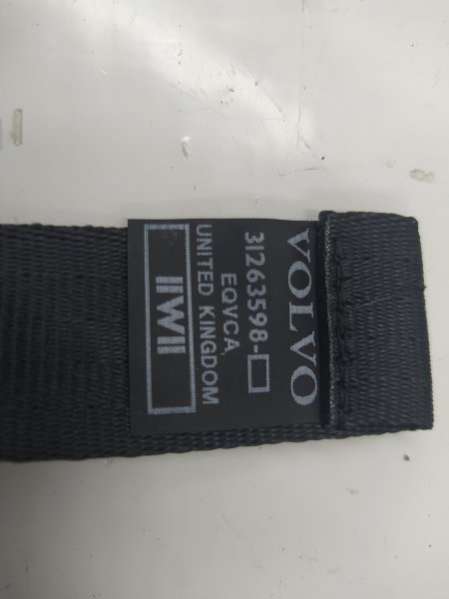 VOLVO
31263598-
EQVCA
UNITED KINGDOM
IIWII